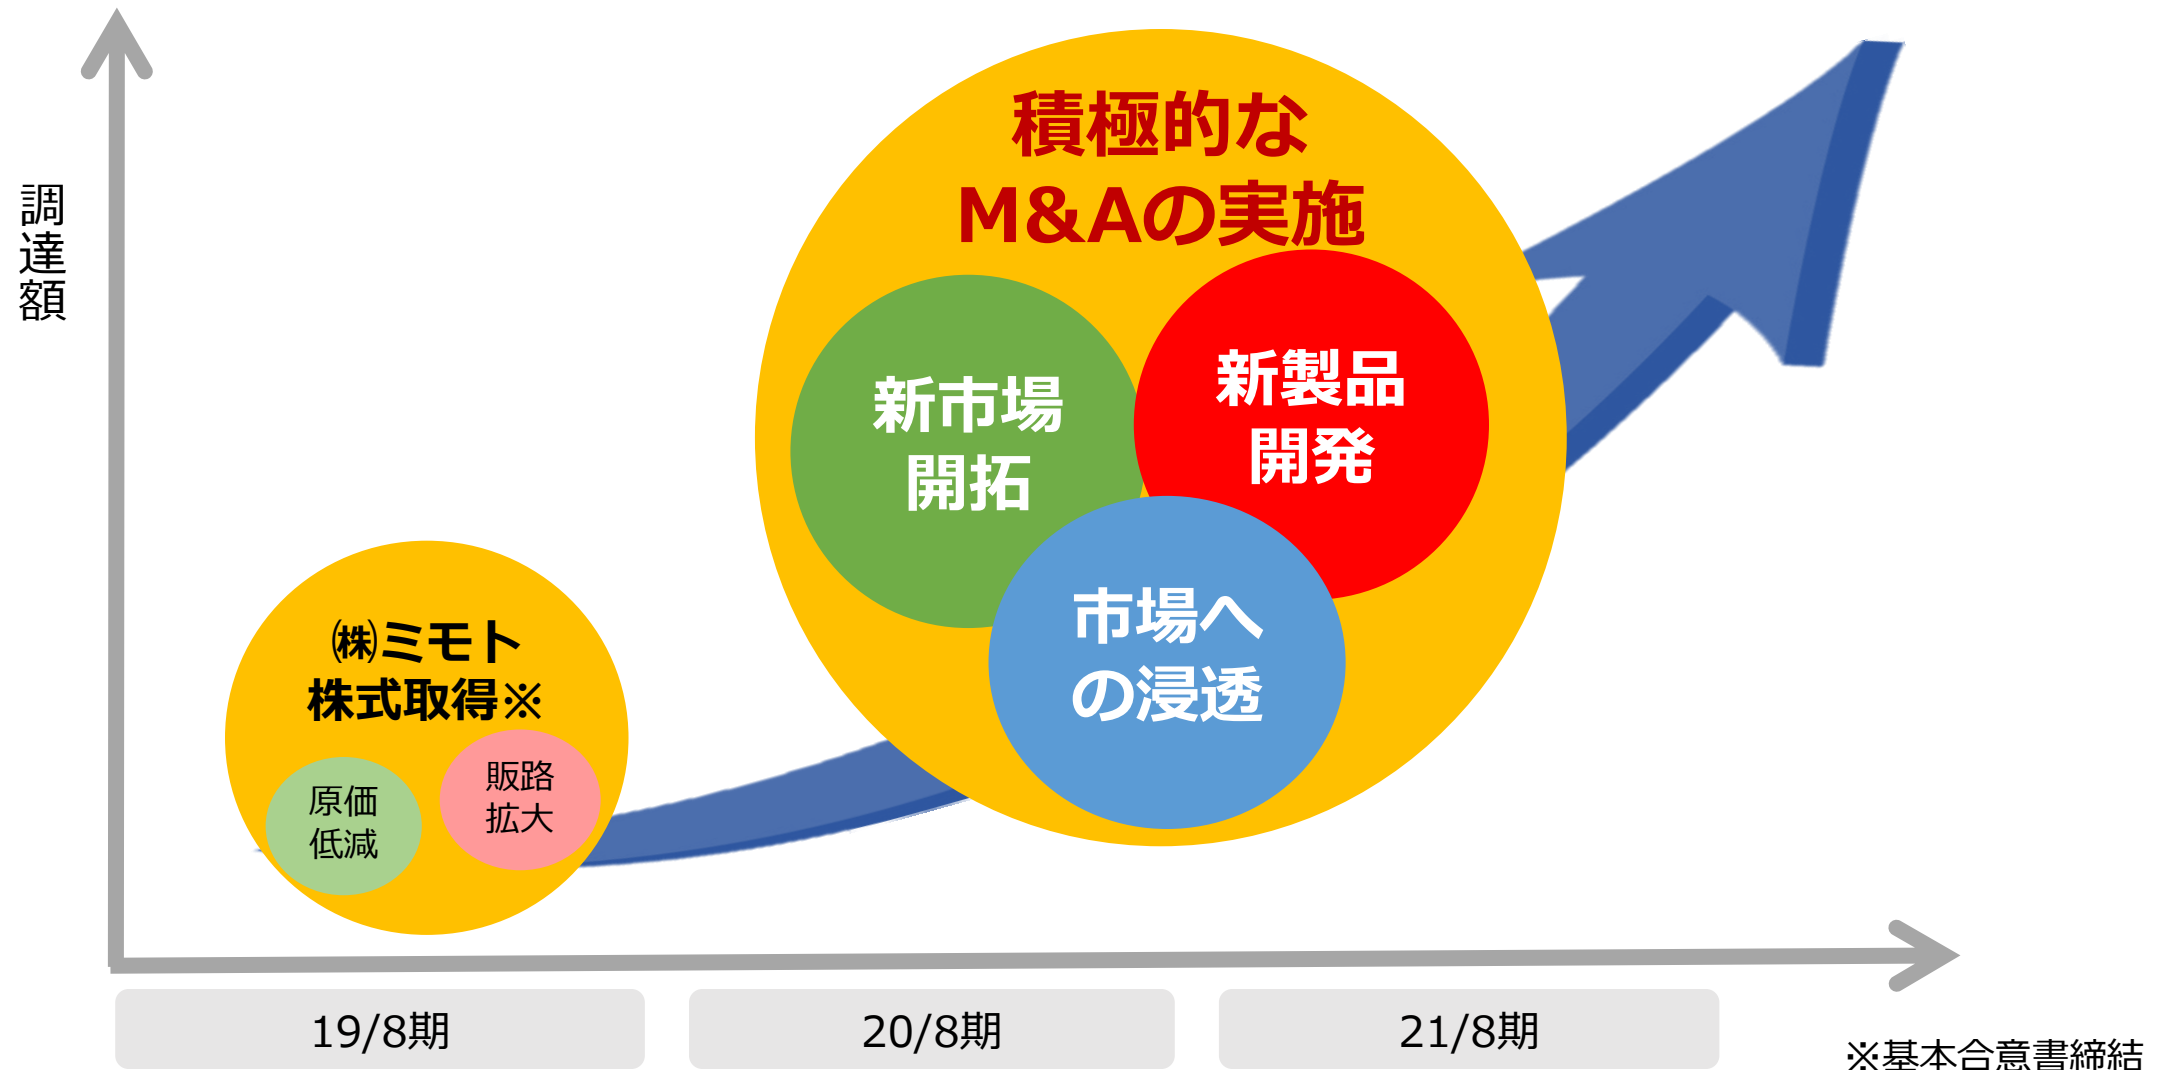 調達額
積極的な
M&Aの実施
新市場
開拓
新製品
開発
市場へ
の浸透
㈱ミモト
株式取得※
原価
低減
販路
拡大
19/8期
20/8期
21/8期
※基本合意書締結